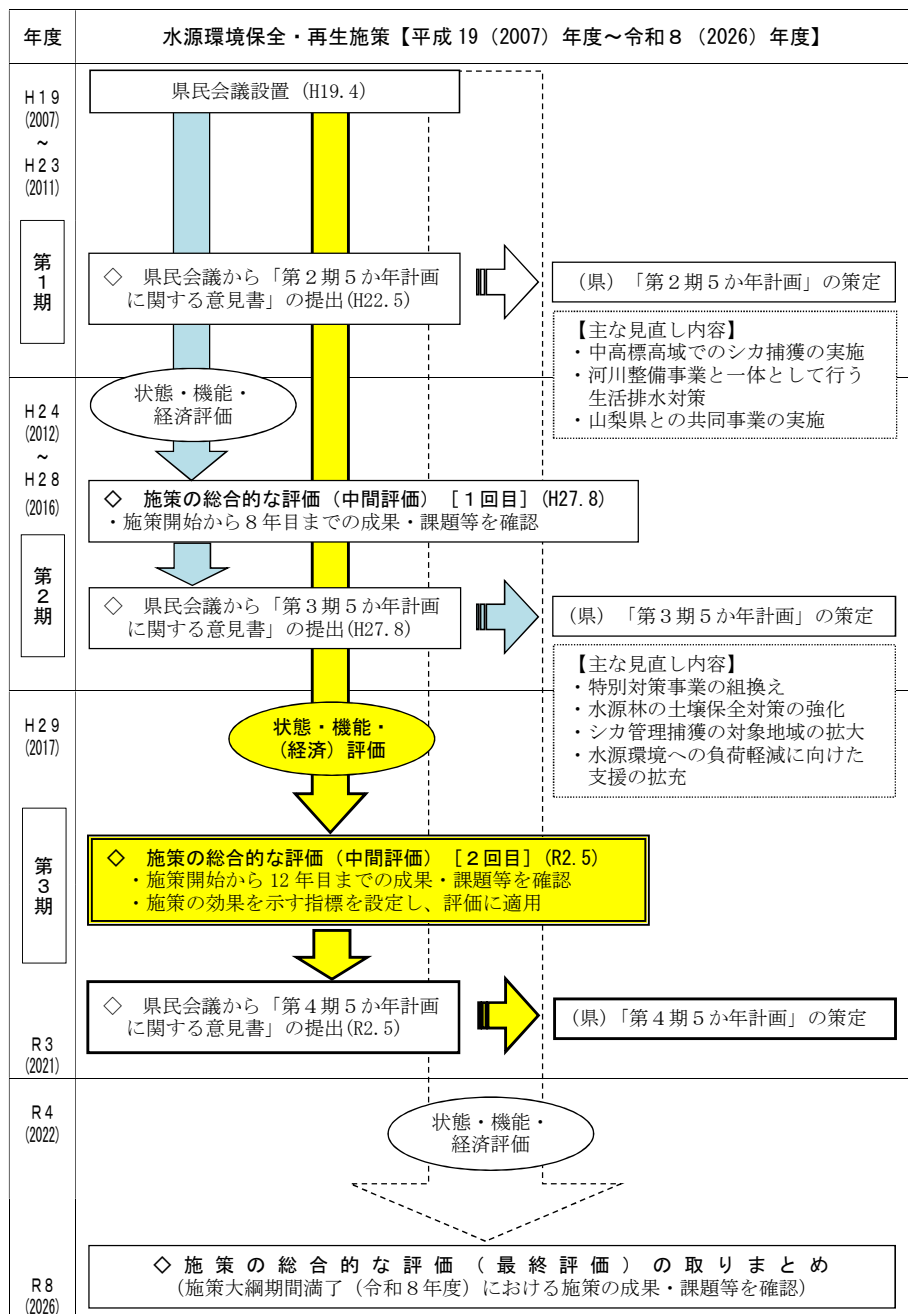 年度
水源環境保全・再生施策【平成19（2007）年度～令和８（2026）年度】
Ｈ１９
(2007)
～
Ｈ２３
(2011)
第１期
県民会議設置 (H19.4)
◇　県民会議から「第２期５か年計画
に関する意見書」の提出(H22.5)
（県）「第２期５か年計画」の策定
【主な見直し内容】
・中高標高域でのシカ捕獲の実施
・河川整備事業と一体として行う
生活排水対策
・山梨県との共同事業の実施
Ｈ２４
(2012)
～
Ｈ２８
(2016)
第２期
状態・機能・
経済評価
◇　施策の総合的な評価（中間評価）［１回目］(H27.8)
・施策開始から８年目までの成果・課題等を確認
◇　県民会議から「第３期５か年計画
に関する意見書」の提出(H27.8)
（県）「第３期５か年計画」の策定
【主な見直し内容】
・特別対策事業の組換え
・水源林の土壌保全対策の強化
・シカ管理捕獲の対象地域の拡大
・水源環境への負荷軽減に向けた
支援の拡充
Ｈ２９
(2017)
第３期
Ｒ３
(2021)
状態・機能・
（経済）評価
◇　施策の総合的な評価（中間評価）［２回目］(R2.5)
・施策開始から12年目までの成果・課題等を確認
・施策の効果を示す指標を設定し、評価に適用
◇　県民会議から「第４期５か年計画
に関する意見書」の提出(R2.5)
（県）「第４期５か年計画」の策定
Ｒ４
(2022)
Ｒ８
(2026)
状態・機能・
経済評価
◇施策の総合的な評価（最終評価）の取りまとめ
(施策大綱期間満了（令和８年度）における施策の成果・課題等を確認)